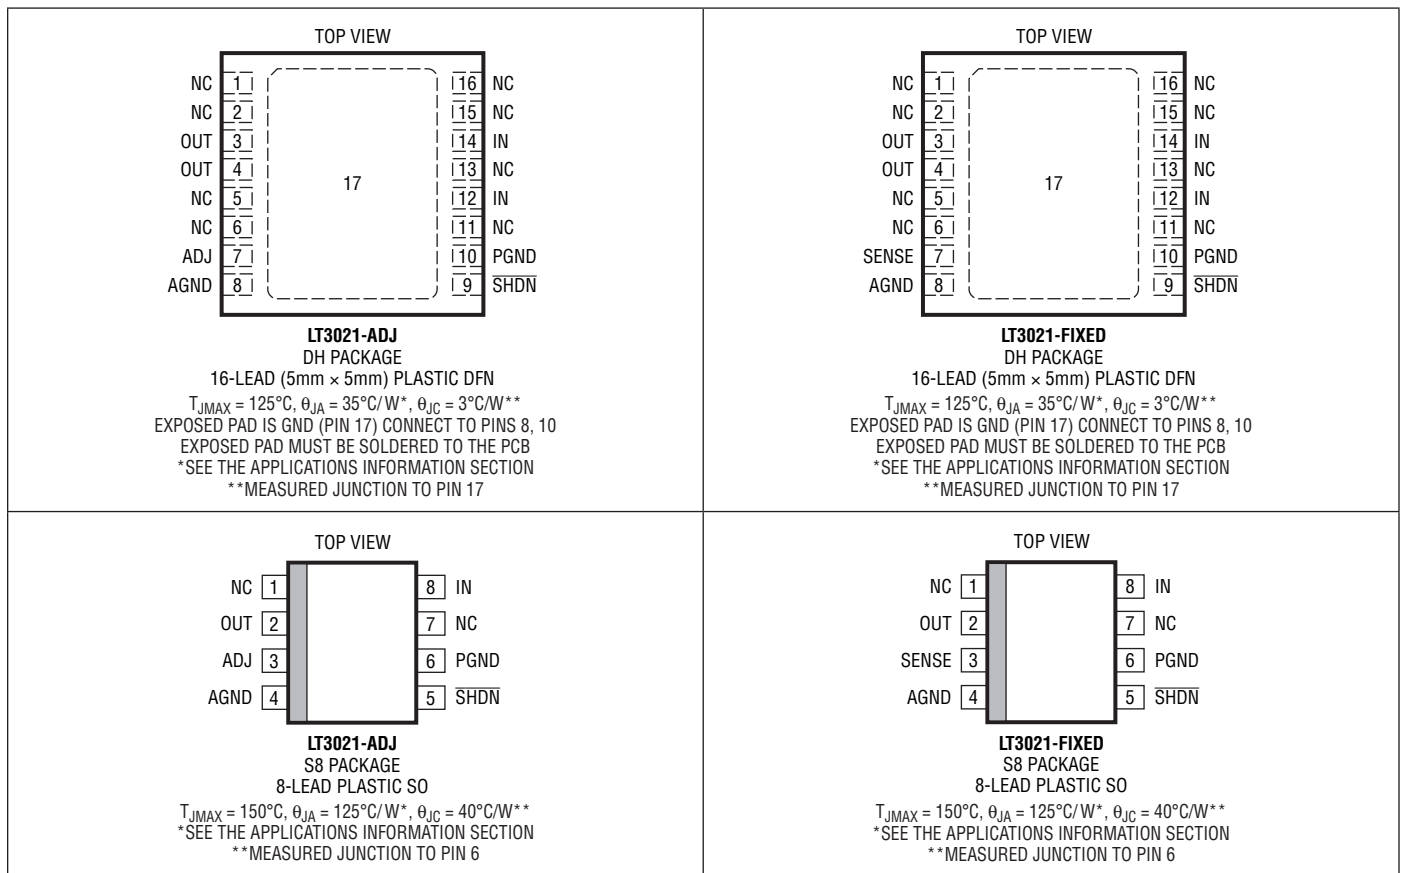 TOP VIEW
NC 1 16 NC
NC 2 15 NC
OUT 3 14 IN
OUT 4 13 NC
17
NC 5 12 IN
NC 6 11 NC
ADJ 7 10 PGND
AGND 8 9 SHDN
LT3021-ADJ
DH PACKAGE
16-LEAD (5mm × 5mm) PLASTIC DFN
TJMAX = 125°C, θJA = 35°C/ W*, θJC = 3°C/W**
EXPOSED PAD IS GND (PIN 17) CONNECT TO PINS 8, 10
EXPOSED PAD MUST BE SOLDERED TO THE PCB
*SEE THE APPLICATIONS INFORMATION SECTION
**MEASURED JUNCTION TO PIN 17
TOP VIEW
NC 1 16 NC
NC 2 15 NC
OUT 3 14 IN
OUT 4 13 NC
17
NC 5 12 IN
NC 6 11 NC
SENSE 7 10 PGND
AGND 8 9 SHDN
LT3021-FIXED
DH PACKAGE
16-LEAD (5mm × 5mm) PLASTIC DFN
TJMAX = 125°C, θJA = 35°C/ W*, θJC = 3°C/W**
EXPOSED PAD IS GND (PIN 17) CONNECT TO PINS 8, 10
EXPOSED PAD MUST BE SOLDERED TO THE PCB
*SEE THE APPLICATIONS INFORMATION SECTION
**MEASURED JUNCTION TO PIN 17
TOP VIEW
NC 1 8 IN
OUT 2 7 NC
ADJ 3 6 PGND
AGND 4 5 SHDN
LT3021-ADJ
S8 PACKAGE
8-LEAD PLASTIC SO
TJMAX = 150°C, θJA = 125°C/ W*, θJC = 40°C/W**
*SEE THE APPLICATIONS INFORMATION SECTION
**MEASURED JUNCTION TO PIN 6
TOP VIEW
NC 1 8 IN
OUT 2 7 NC
SENSE 3 6 PGND
AGND 4 5 SHDN
LT3021-FIXED
S8 PACKAGE
8-LEAD PLASTIC SO
TJMAX = 150°C, θJA = 125°C/ W*, θJC = 40°C/W**
*SEE THE APPLICATIONS INFORMATION SECTION
**MEASURED JUNCTION TO PIN 6